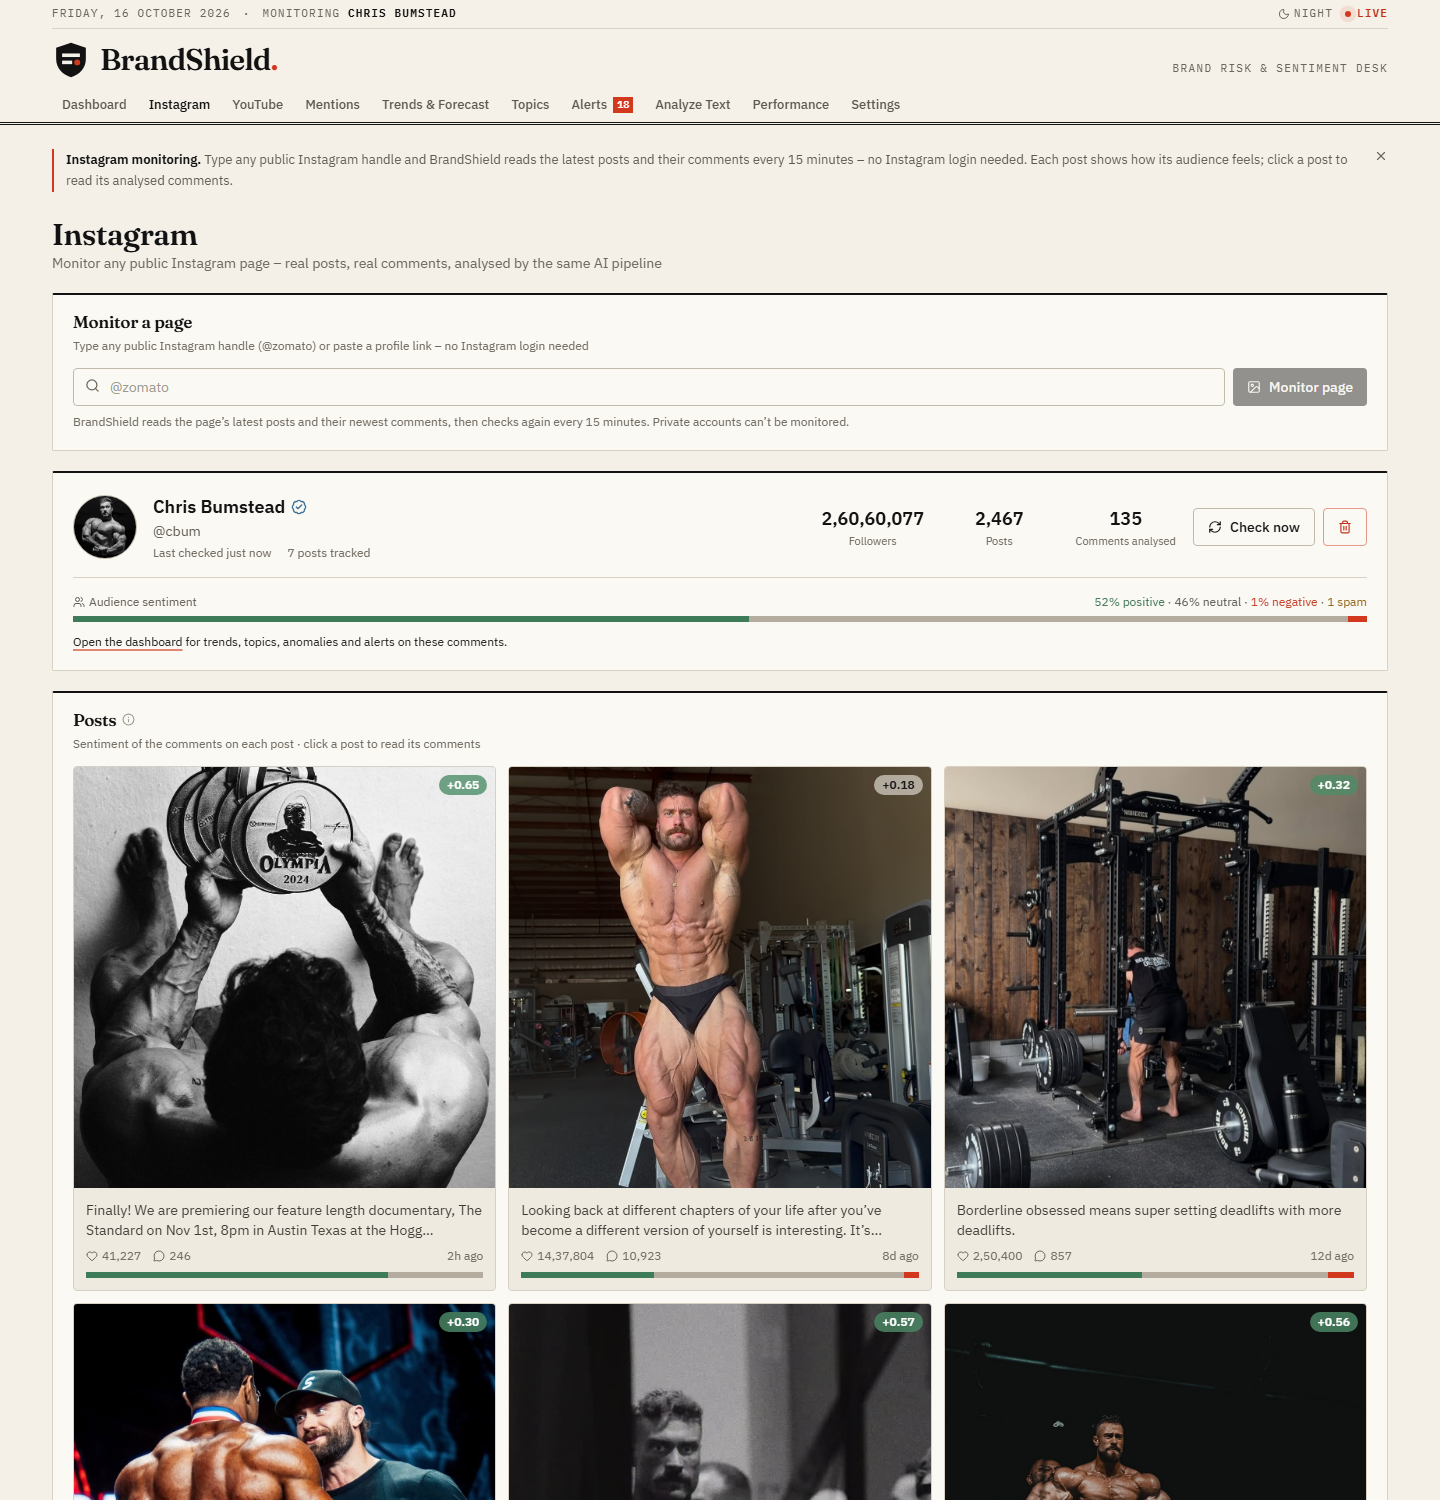 FRIDAY, 16 OCTOBER 2026 · MONITORING CHRIS BUMSTEAD
NIGHT LIVE
BrandShield.
BRAND RISK & SENTIMENT DESK
Dashboard Instagram YouTube Mentions Trends & Forecast Topics Alerts 18 Analyze Text Performance Settings
Instagram monitoring. Type any public Instagram handle and BrandShield reads the latest posts and their comments every 15 minutes – no Instagram login needed. Each post shows how its audience feels; click a post to
read its analysed comments.
Instagram
Monitor any public Instagram page – real posts, real comments, analysed by the same AI pipeline
Monitor a page
Type any public Instagram handle (@zomato) or paste a profile link – no Instagram login needed
@zomato
Monitor page
BrandShield reads the page’s latest posts and their newest comments, then checks again every 15 minutes. Private accounts can’t be monitored.
Chris Bumstead
@cbum
Last checked just now 7 posts tracked
2,60,60,077
Followers
2,467
Posts
135
Comments analysed
Check now
Audience sentiment
52% positive · 46% neutral · 1% negative · 1 spam
Open the dashboard for trends, topics, anomalies and alerts on these comments.
Posts
Sentiment of the comments on each post · click a post to read its comments
+0.65
OLYMPIA
2024
Finally! We are premiering our feature length documentary, The
Standard on Nov 1st, 8pm in Austin Texas at the Hogg…
41,227 246 2h ago
+0.18
Looking back at different chapters of your life after you’ve
become a different version of yourself is interesting. It’s…
14,37,804 10,923 8d ago
+0.32
Borderline obsessed means super setting deadlifts with more
deadlifts.
2,50,400 857 12d ago
+0.30
+0.57
+0.56